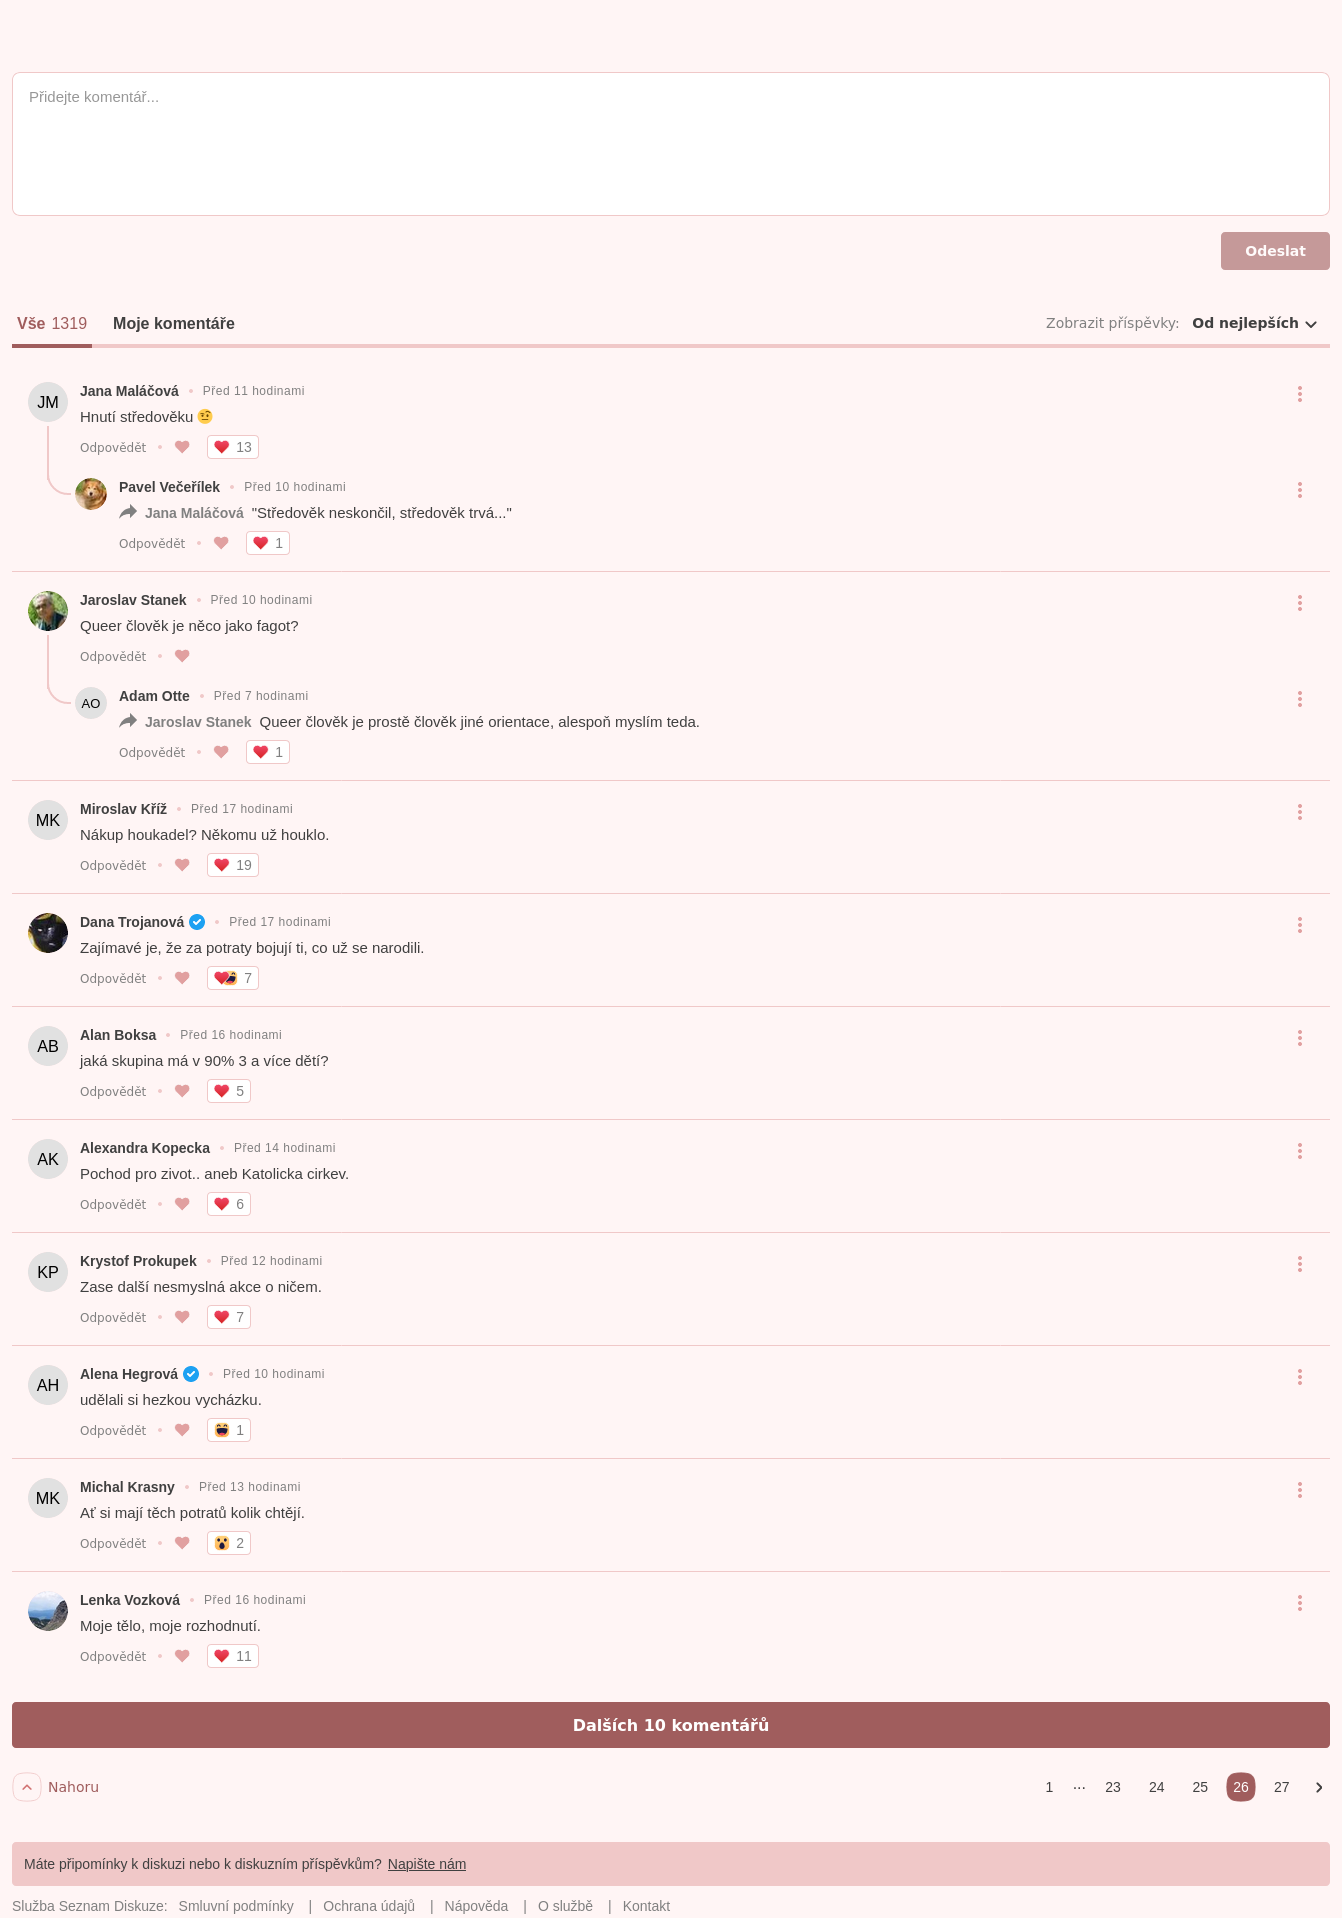 Přidejte komentář...
Odeslat
Vše 1319 Moje komentáře Zobrazit příspěvky: Od nejlepších
JM Jana Maláčová • Před 11 hodinami
Hnutí středověku 🤨
Odpovědět • 13
Pavel Večeřílek • Před 10 hodinami
Jana Maláčová "Středověk neskončil, středověk trvá..."
Odpovědět • 1
Jaroslav Stanek • Před 10 hodinami
Queer člověk je něco jako fagot?
Odpovědět •
AO Adam Otte • Před 7 hodinami
Jaroslav Stanek Queer člověk je prostě člověk jiné orientace, alespoň myslím teda.
Odpovědět • 1
MK Miroslav Kříž • Před 17 hodinami
Nákup houkadel? Někomu už houklo.
Odpovědět • 19
Dana Trojanová • Před 17 hodinami
Zajímavé je, že za potraty bojují ti, co už se narodili.
Odpovědět • 7
AB Alan Boksa • Před 16 hodinami
jaká skupina má v 90% 3 a více dětí?
Odpovědět • 5
AK Alexandra Kopecka • Před 14 hodinami
Pochod pro zivot.. aneb Katolicka cirkev.
Odpovědět • 6
KP Krystof Prokupek • Před 12 hodinami
Zase další nesmyslná akce o ničem.
Odpovědět • 7
AH Alena Hegrová • Před 10 hodinami
udělali si hezkou vycházku.
Odpovědět • 1
MK Michal Krasny • Před 13 hodinami
Ať si mají těch potratů kolik chtějí.
Odpovědět • 2
Lenka Vozková • Před 16 hodinami
Moje tělo, moje rozhodnutí.
Odpovědět • 11
Dalších 10 komentářů
Nahoru 1 ... 23 24 25 26 27
Máte připomínky k diskuzi nebo k diskuzním příspěvkům? Napište nám
Služba Seznam Diskuze: Smluvní podmínky | Ochrana údajů | Nápověda | O službě | Kontakt